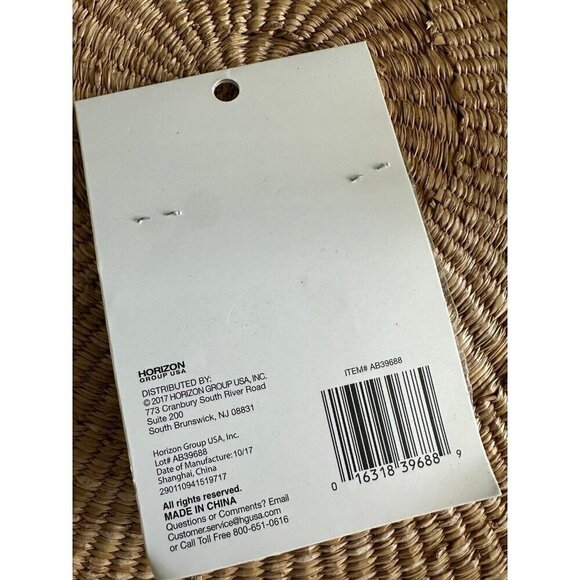 HORIZON
GROUP USA
DISTRIBUTED BY:
© 2017 HORIZON GROUP USA, INC.
773 Cranbury South River Road
Suite 200
South Brunswick, NJ 08831
Horizon Group USA, Inc.
Lot# AB39688
Date of Manufacture: 10/17
Shanghai, China
290110941519717
All rights reserved.
MADE IN CHINA
Questions or Comments? Email
Customer.service@hgusa.com
or Call Toll Free 800-651-0616
ITEM# AB39688
0 16318 39688 9